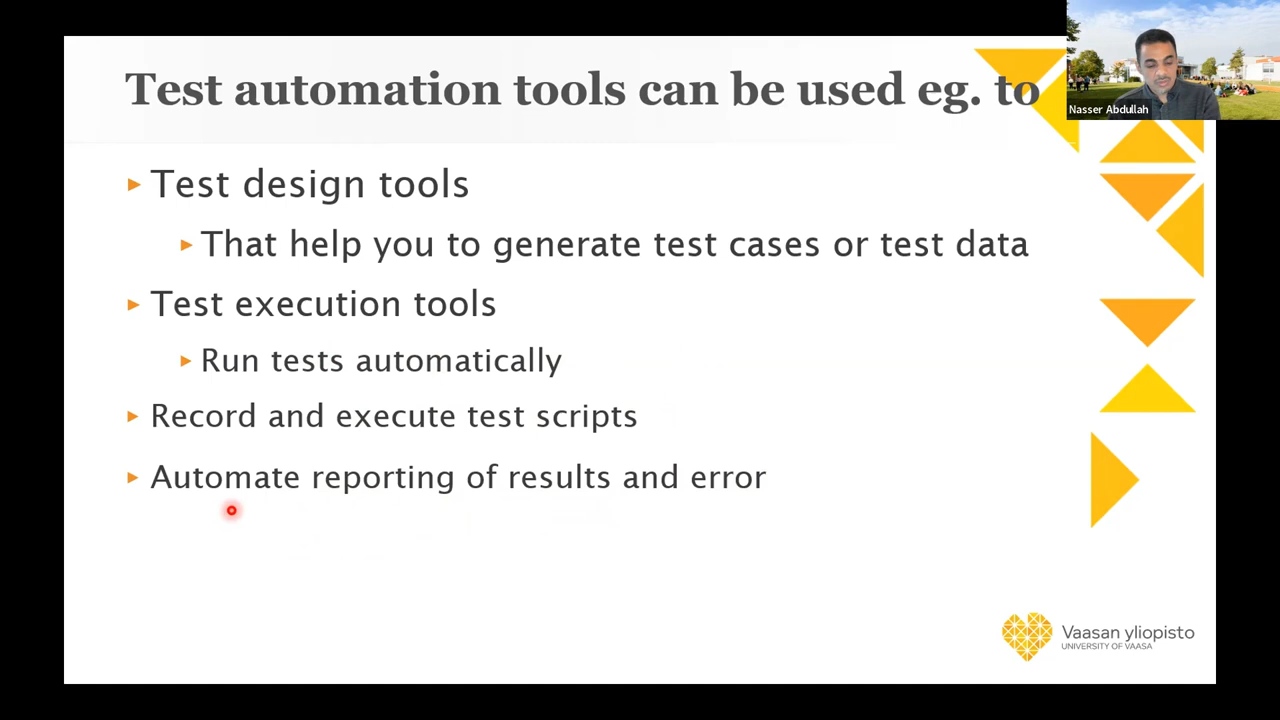 Test automation tools can be used eg. to
Nasser Abdullah
Test design tools
That help you to generate test cases or test data
Test execution tools
Run tests automatically
Record and execute test scripts
Automate reporting of results and error
Vaasan yliopisto
UNIVERSITY OF VAASA